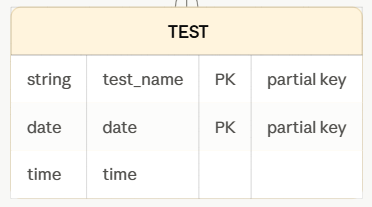 TEST
string test_name PK partial key
date date PK partial key
time time